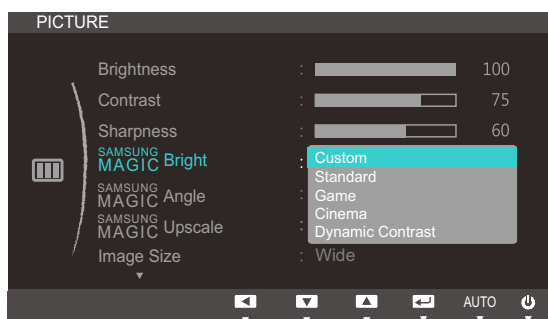 PICTURE
Brightness : 100
Contrast : 75
Sharpness : 60
SAMSUNG MAGIC Bright :
Custom
Standard
Game
Cinema
Dynamic Contrast
SAMSUNG MAGIC Angle :
SAMSUNG MAGIC Upscale :
Image Size : Wide
AUTO